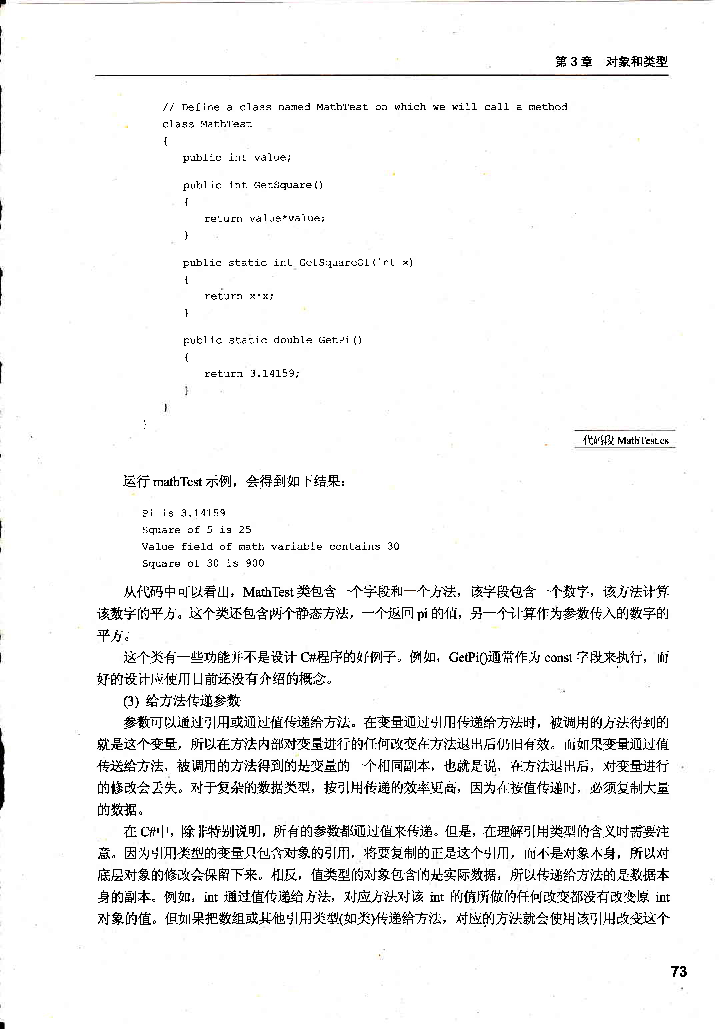 第 3 章 对象和类型
// Define a class named MathTest on which we will call a method
class MathTest
{
public int value;
public int GetSquare()
{
return value*value;
}
public static int GetSquareOf(int x)
{
return x*x;
}
public static double GetPi()
{
return 3.14159;
}
}
}
代码段 MathTest.cs
运行 mathTest 示例，会得到如下结果：
Pi is 3.14159
Square of 5 is 25
Value field of math variable contains 30
Square of 30 is 900
从代码中可以看出，MathTest 类包含一个字段和一个方法，该字段包含一个数字，该方法计算
该数字的平方。这个类还包含两个静态方法，一个返回 pi 的值，另一个计算作为参数传入的数字的
平方。
这个类有一些功能并不是设计 C#程序的好例子。例如，GetPi()通常作为 const 字段来执行，而
好的设计应使用目前还没有介绍的概念。
(3) 给方法传递参数
参数可以通过引用或通过值传递给方法。在变量通过引用传递给方法时，被调用的方法得到的
就是这个变量，所以在方法内部对变量进行的任何改变在方法退出后仍旧有效。而如果变量通过值
传送给方法，被调用的方法得到的是变量的一个相同副本，也就是说，在方法退出后，对变量进行
的修改会丢失。对于复杂的数据类型，按引用传递的效率更高，因为在按值传递时，必须复制大量
的数据。
在 C#中，除非特别说明，所有的参数都通过值来传递。但是，在理解引用类型的含义时需要注
意。因为引用类型的变量只包含对象的引用，将要复制的正是这个引用，而不是对象本身，所以对
底层对象的修改会保留下来。相反，值类型的对象包含的是实际数据，所以传递给方法的是数据本
身的副本。例如，int 通过值传递给方法，对应方法对该 int 的值所做的任何改变都没有改变原 int
对象的值。但如果把数组或其他引用类型(如类)传递给方法，对应的方法就会使用该引用改变这个
73